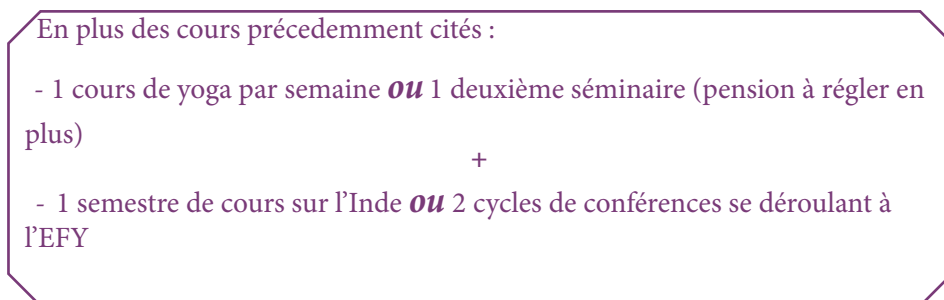 En plus des cours précedemment cités :
- 1 cours de yoga par semaine ou 1 deuxième séminaire (pension à régler en
plus)
+
- 1 semestre de cours sur l'Inde ou 2 cycles de conférences se déroulant à
l'EFY